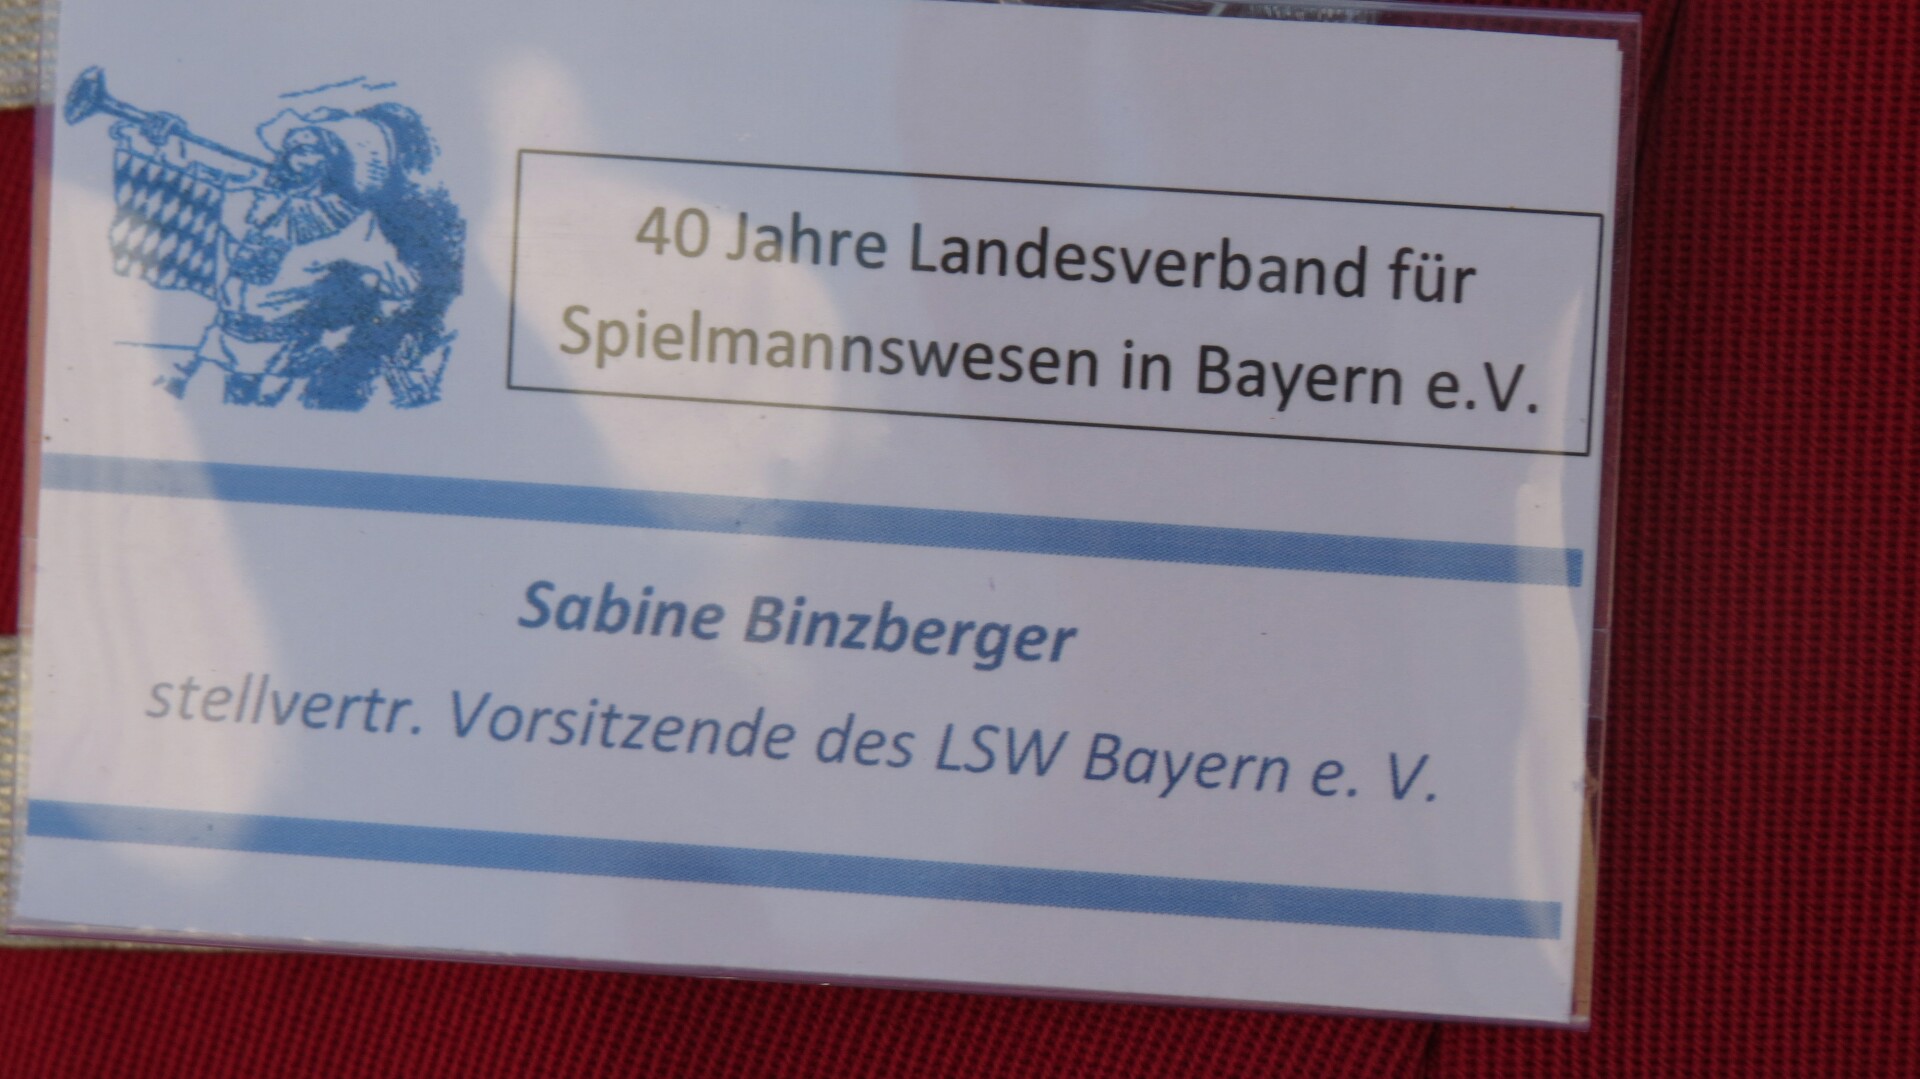 40 Jahre Landesverband für
Spielmannswesen in Bayern e.V.
Sabine Binzberger
stellvertr. Vorsitzende des LSW Bayern e. V.